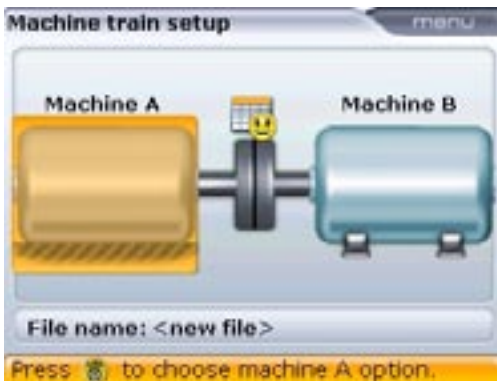 Machine train setup
menu
Machine A
Machine B
File name: <new file>
Press to choose machine A option.